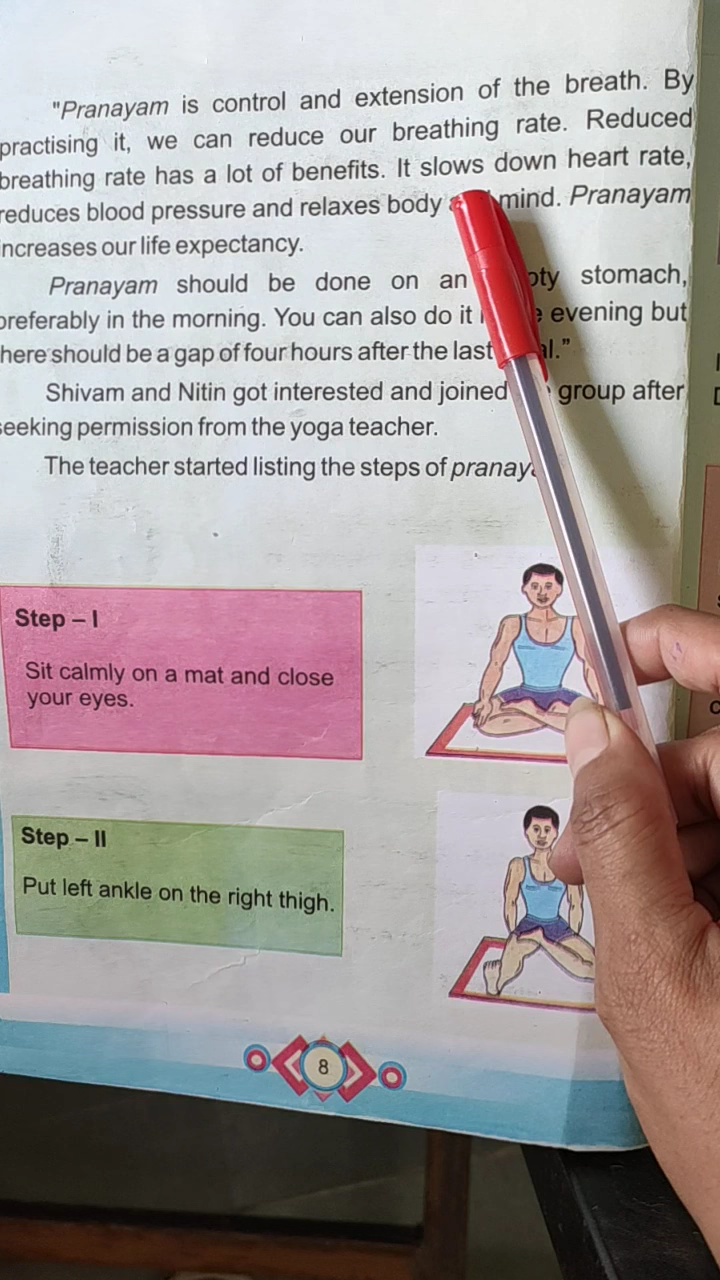 "Pranayam is control and extension of the breath. By
practising it, we can reduce our breathing rate. Reduced
breathing rate has a lot of benefits. It slows down heart rate,
reduces blood pressure and relaxes body mind. Pranayam
increases our life expectancy.
Pranayam should be done on an stomach,
preferably in the morning. You can also do it evening but
there should be a gap of four hours after the last
Shivam and Nitin got interested and joined group after
seeking permission from the yoga teacher.
The teacher started listing the steps of
Step – I
Sit calmly on a mat and close
your eyes.
Step – II
Put left ankle on the right thigh.
8